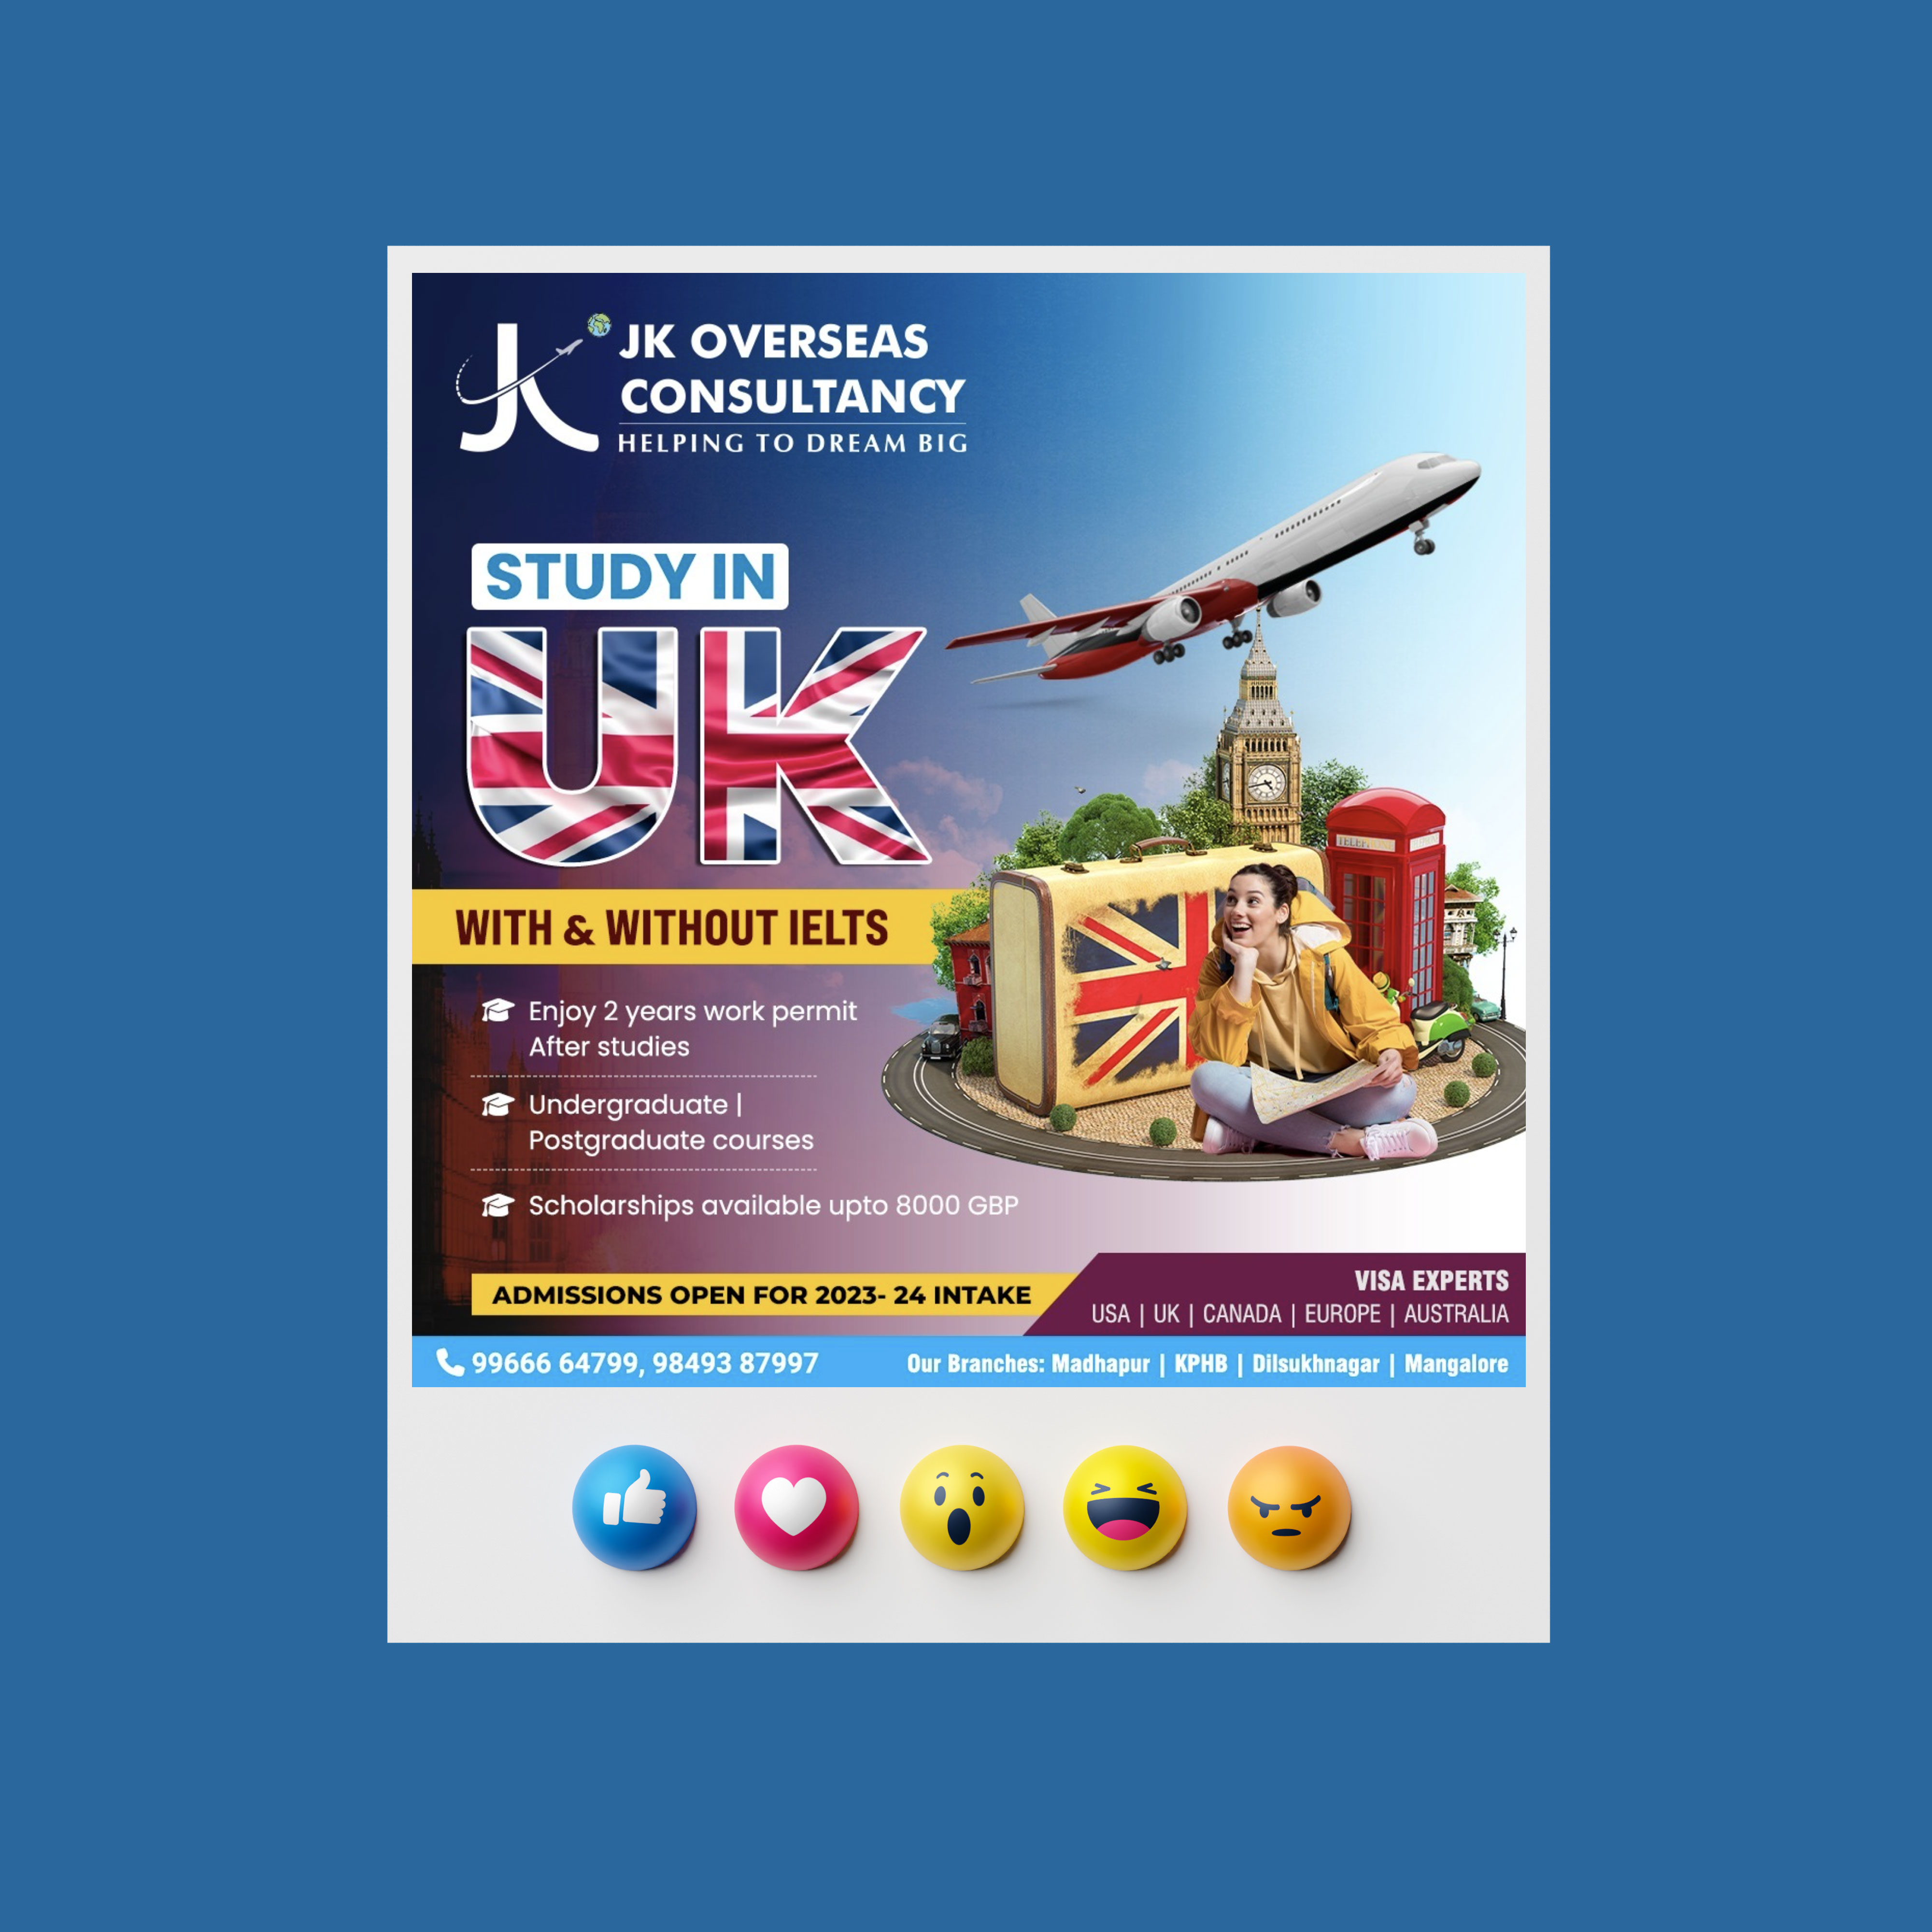 JK OVERSEAS
CONSULTANCY
HELPING TO DREAM BIG
STUDY IN
UK
WITH & WITHOUT IELTS
Enjoy 2 years work permit
After studies
Undergraduate |
Postgraduate courses
Scholarships available upto 8000 GBP
TELEPHONE
ADMISSIONS OPEN FOR 2023- 24 INTAKE
VISA EXPERTS
USA | UK | CANADA | EUROPE | AUSTRALIA
99666 64799, 98493 87997
Our Branches: Madhapur | KPHB | Dilsukhnagar | Mangalore